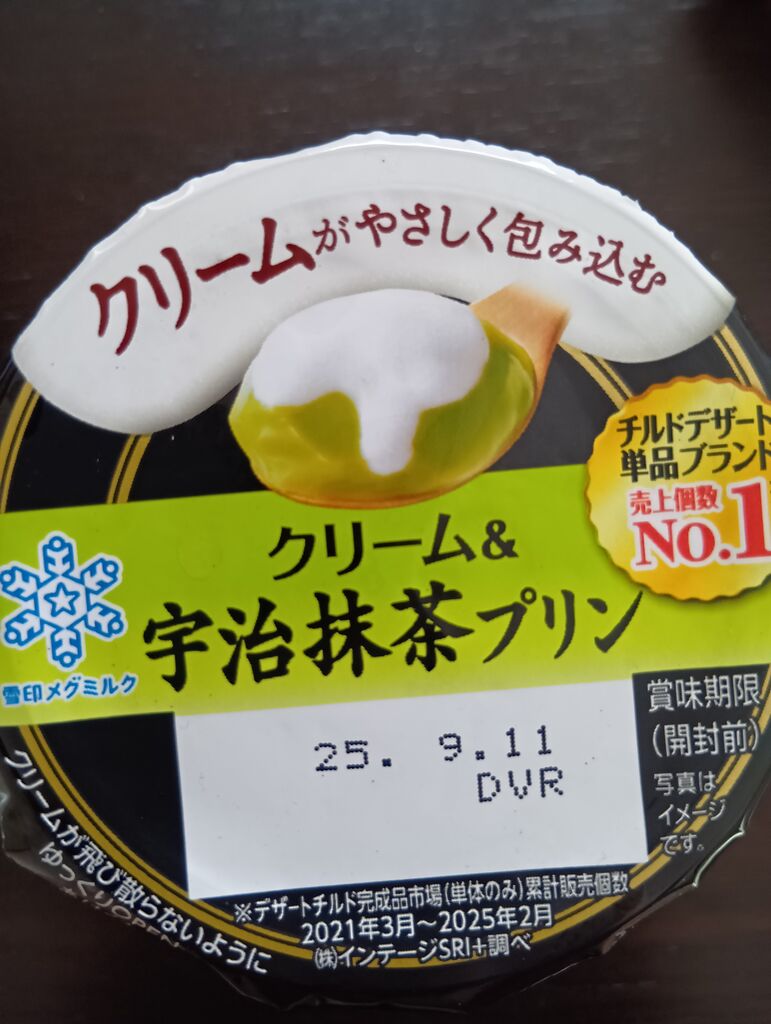 クリームがやさしく包み込む
チルドデザート
単品ブランド
売上個数
No.1
クリーム&
宇治抹茶プリン
雪印メグミルク
賞味期限
(開封前)
25. 9.11
DVR
写真は
イメージ
です。
クリームが飛び散らないように
ゆっくりOPEN
※デザートチルド完成品市場(単体のみ)累計販売個数
2021年3月~2025年2月
(株)インテージSRI+調べ